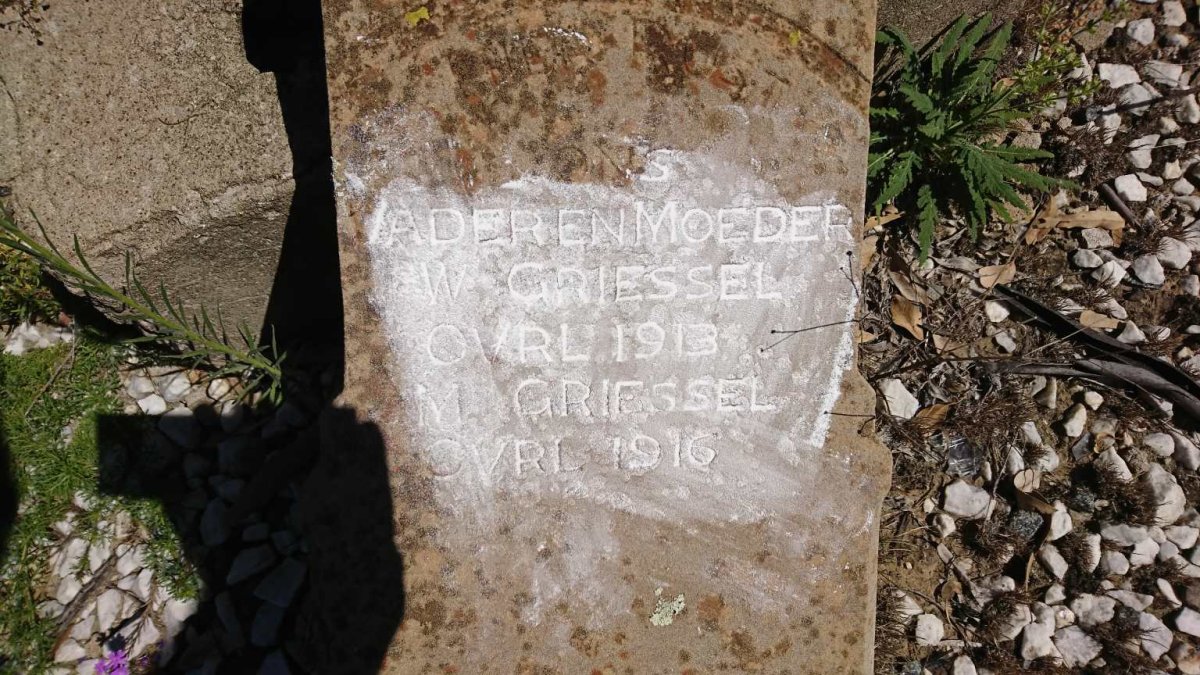 S
VADER EN MOEDER
W GRIESSEL
OVRL 1913
M GRIESSEL
OVRL 1916